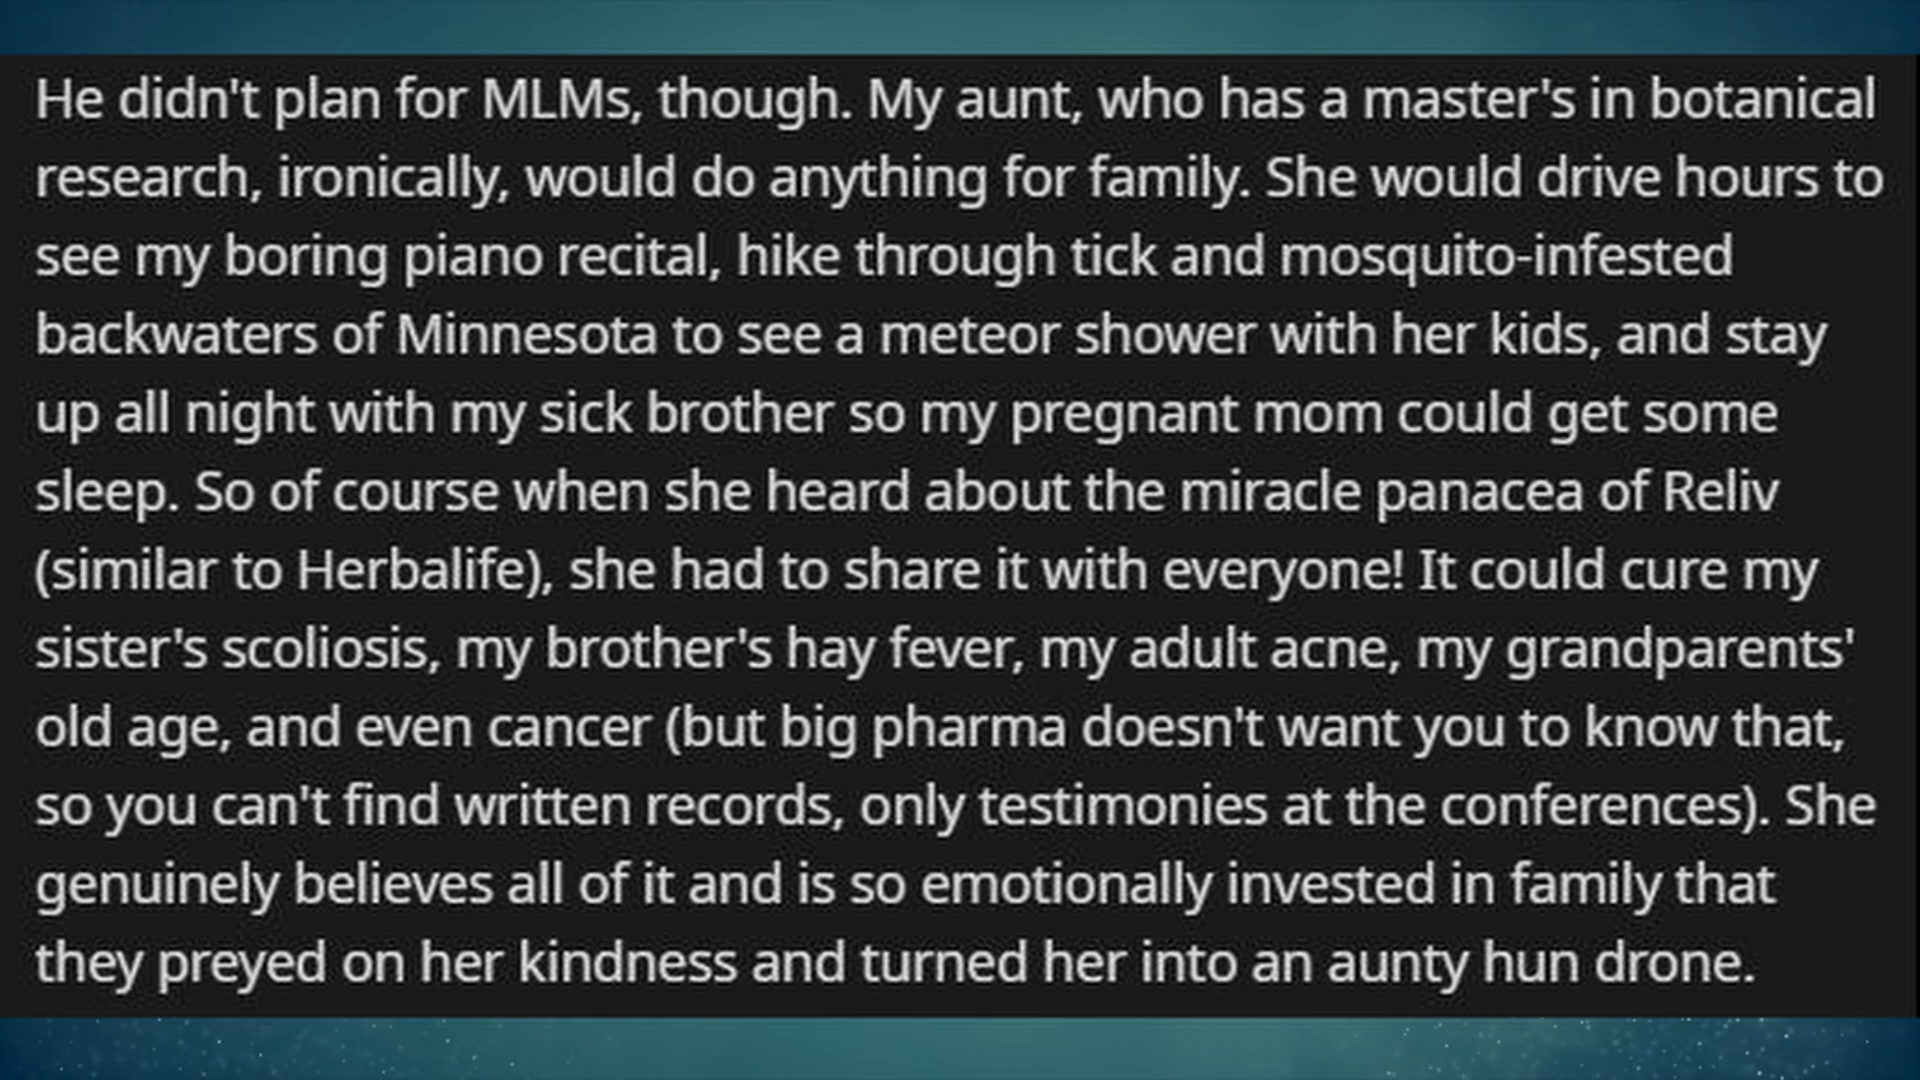 He didn't plan for MLMs, though. My aunt, who has a master's in botanical
research, ironically, would do anything for family. She would drive hours to
see my boring piano recital, hike through tick and mosquito-infested
backwaters of Minnesota to see a meteor shower with her kids, and stay
up all night with my sick brother so my pregnant mom could get some
sleep. So of course when she heard about the miracle panacea of Reliv
(similar to Herbalife), she had to share it with everyone! It could cure my
sister's scoliosis, my brother's hay fever, my adult acne, my grandparents'
old age, and even cancer (but big pharma doesn't want you to know that,
so you can't find written records, only testimonies at the conferences). She
genuinely believes all of it and is so emotionally invested in family that
they preyed on her kindness and turned her into an aunty hun drone.